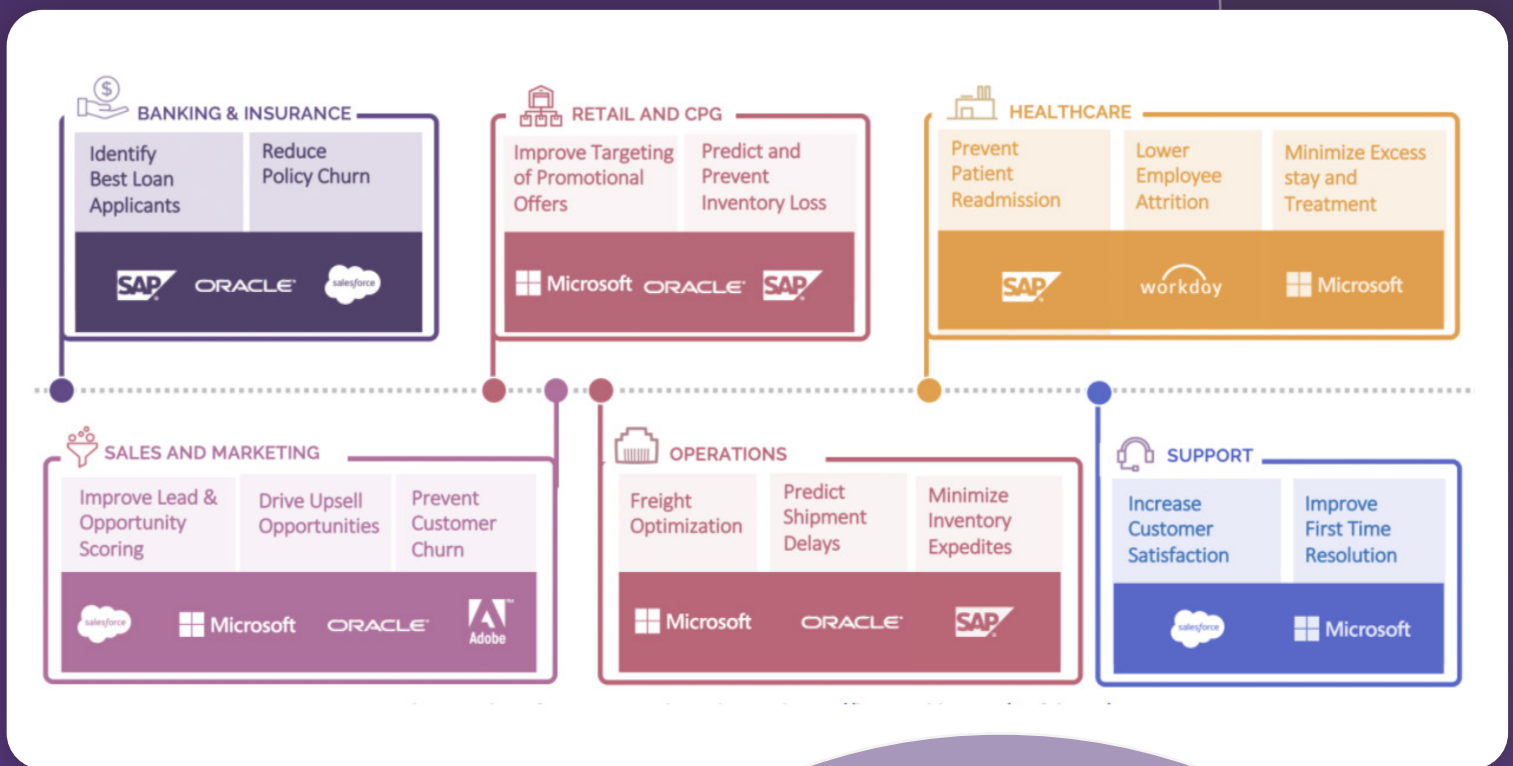 BANKING & INSURANCE
Identify
Best Loan
Applicants
Reduce
Policy Churn
SAP
ORACLE
salesforce
RETAIL AND CPG
Improve Targeting
of Promotional
Offers
Predict and
Prevent
Inventory Loss
Microsoft
ORACLE
SAP
HEALTHCARE
Prevent
Patient
Readmission
Lower
Employee
Attrition
Minimize Excess
stay and
Treatment
SAP
workday
Microsoft
SALES AND MARKETING
Improve Lead &
Opportunity
Scoring
Drive Upsell
Opportunities
Prevent
Customer
Churn
salesforce
Microsoft
ORACLE
Adobe
OPERATIONS
Freight
Optimization
Predict
Shipment
Delays
Minimize
Inventory
Expedites
Microsoft
ORACLE
SAP
SUPPORT
Increase
Customer
Satisfaction
Improve
First Time
Resolution
salesforce
Microsoft